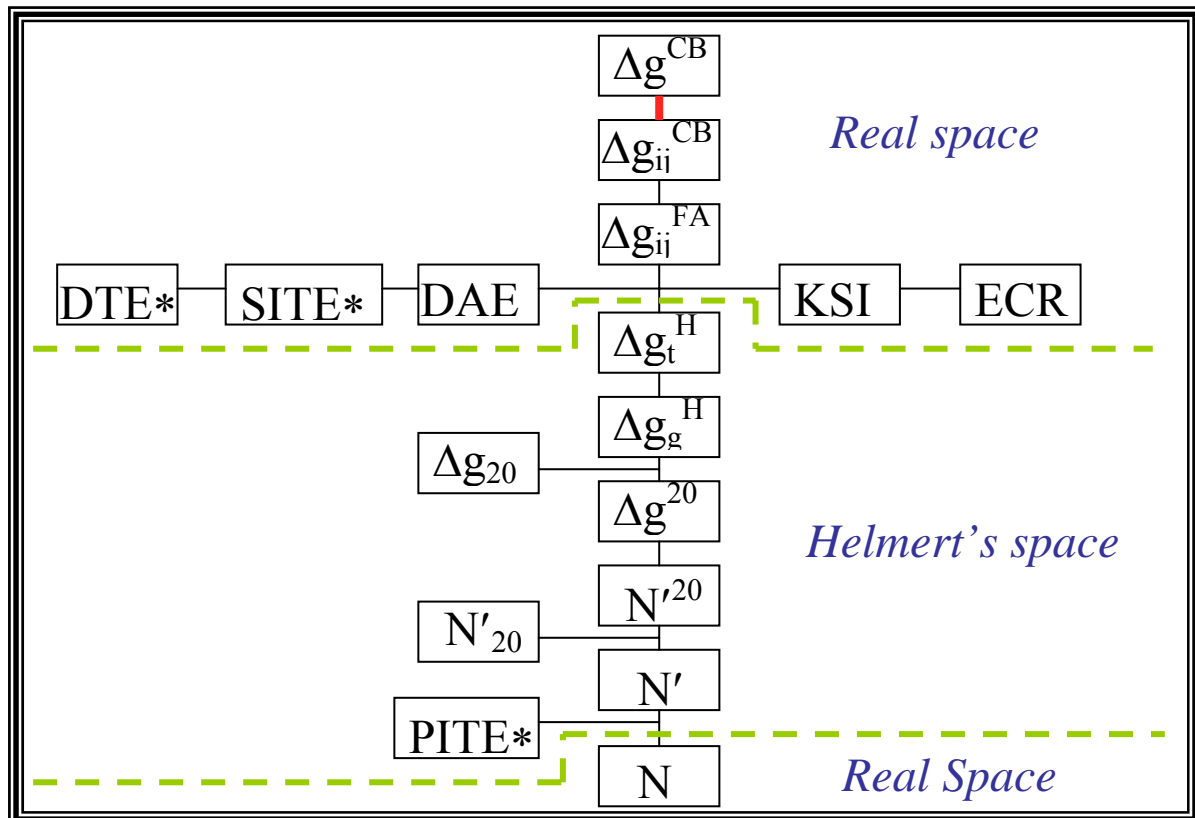 Δg^CB
Real space
Δg_ij^CB
Δg_ij^FA
DTE* SITE* DAE KSI ECR
Δg_t^H
Δg_g^H
Δg_20
Δg^20
Helmert’s space
N′^20
N′_20
N′
PITE*
N
Real Space